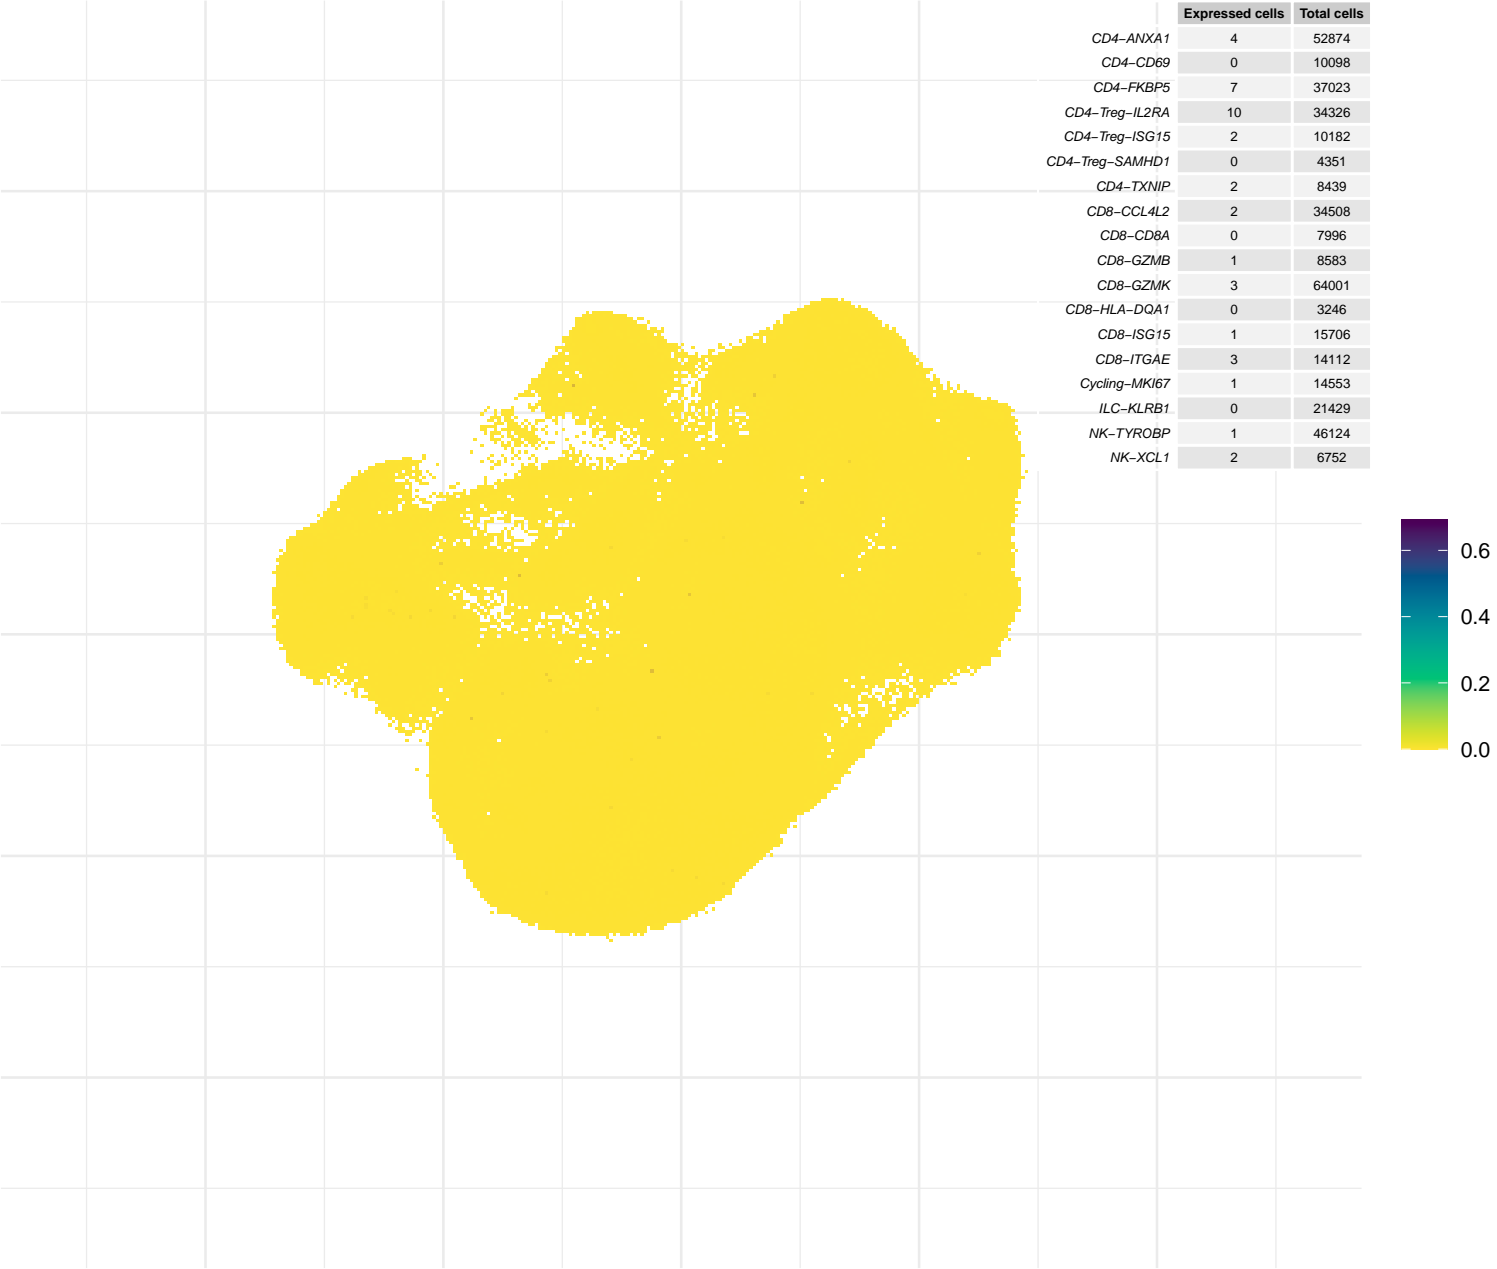 Expressed cells Total cells
CD4−ANXA1 4 52874
CD4−CD69 0 10098
CD4−FKBP5 7 37023
CD4−Treg−IL2RA 10 34326
CD4−Treg−ISG15 2 10182
CD4−Treg−SAMHD1 0 4351
CD4−TXNIP 2 8439
CD8−CCL4L2 2 34508
CD8−CD8A 0 7996
CD8−GZMB 1 8583
CD8−GZMK 3 64001
CD8−HLA−DQA1 0 3246
CD8−ISG15 1 15706
CD8−ITGAE 3 14112
Cycling−MKI67 1 14553
ILC−KLRB1 0 21429
NK−TYROBP 1 46124
NK−XCL1 2 6752
0.6
0.4
0.2
0.0